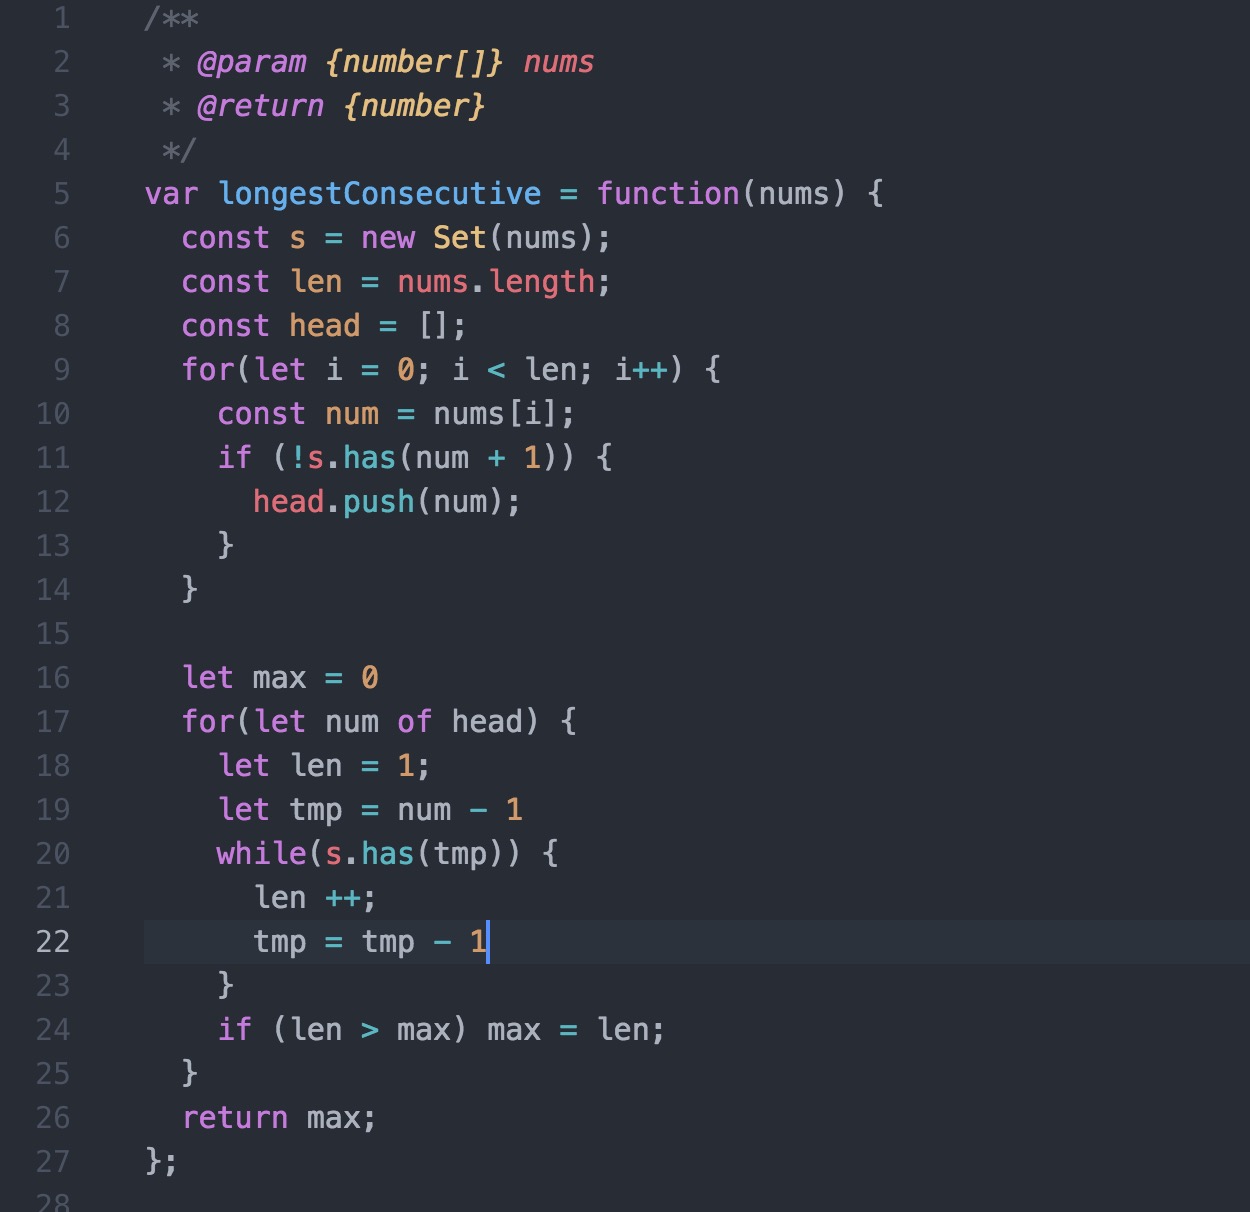 1 /**
2 * @param {number[]} nums
3 * @return {number}
4 */
5 var longestConsecutive = function(nums) {
6 const s = new Set(nums);
7 const len = nums.length;
8 const head = [];
9 for(let i = 0; i < len; i++) {
10 const num = nums[i];
11 if (!s.has(num + 1)) {
12 head.push(num);
13 }
14 }
15
16 let max = 0
17 for(let num of head) {
18 let len = 1;
19 let tmp = num - 1
20 while(s.has(tmp)) {
21 len ++;
22 tmp = tmp - 1
23 }
24 if (len > max) max = len;
25 }
26 return max;
27 };
28